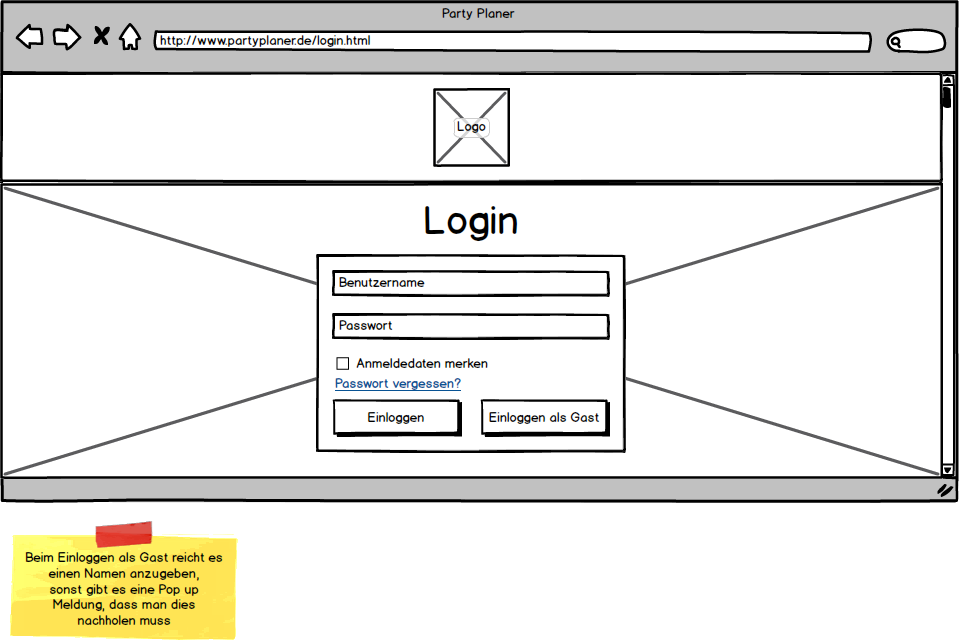 Party Planer
http://www.partyplaner.de/login.html
Logo
Login
Benutzername
Passwort
Anmeldedaten merken
Passwort vergessen?
Einloggen
Einloggen als Gast
Beim Einloggen als Gast reicht es
einen Namen anzugeben,
sonst gibt es eine Pop up
Meldung, dass man dies
nachholen muss